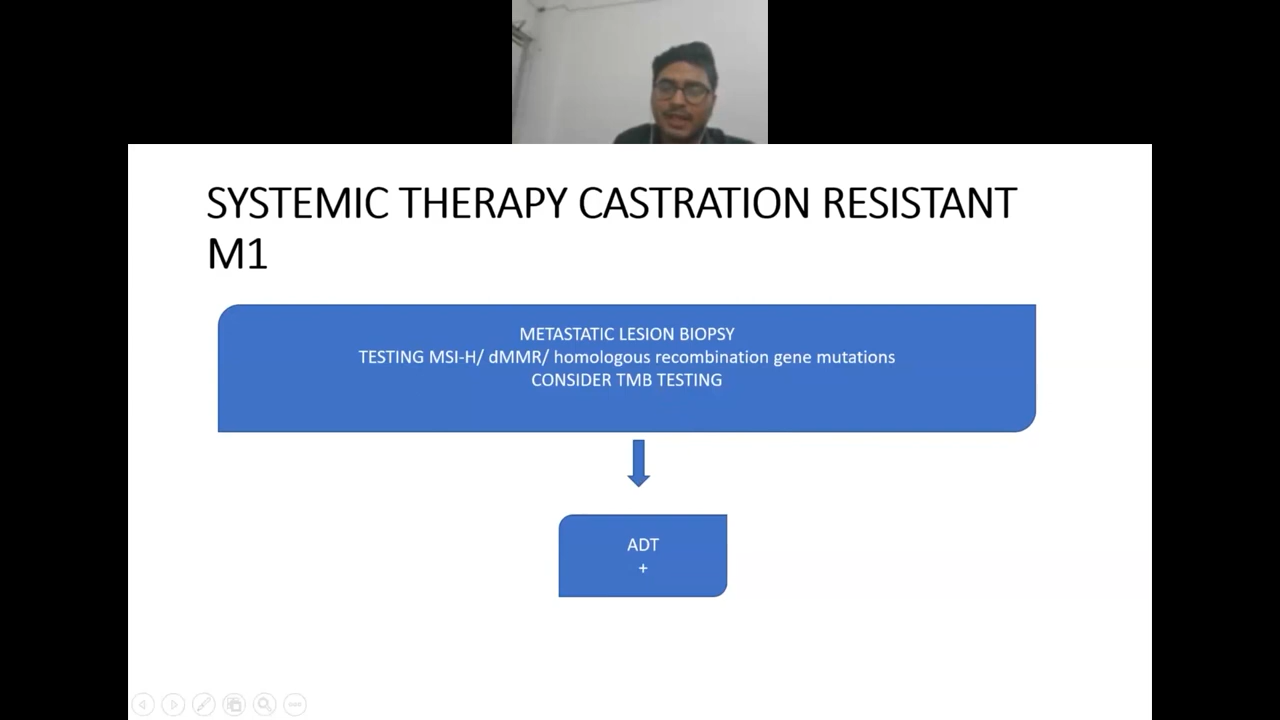 SYSTEMIC THERAPY CASTRATION RESISTANT
M1
METASTATIC LESION BIOPSY
TESTING MSI-H/ dMMR/ homologous recombination gene mutations
CONSIDER TMB TESTING
ADT
+